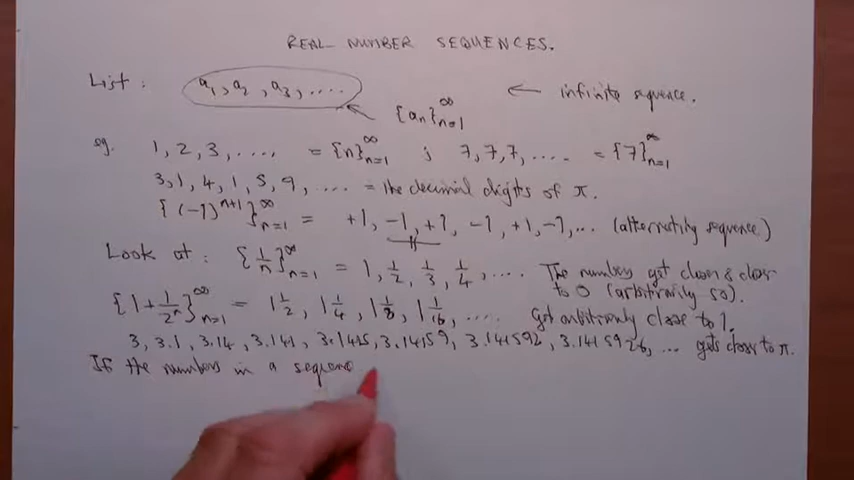 REAL NUMBER SEQUENCES.
List : a₁, a₂, a₃, .... ← infinite sequence.
{aₙ}ₙ₌₁^∞
eg. 1, 2, 3, .... = {n}ₙ₌₁^∞ ; 7, 7, 7, .... = {7}ₙ₌₁^∞
3, 1, 4, 1, 5, 9, .... = the decimal digits of π.
{(-1)ⁿ⁺¹}ₙ₌₁^∞ = +1, -1, +1, -1, +1, -1, ... (alternating sequence)
Look at : {1/n}ₙ₌₁^∞ = 1, 1/2, 1/3, 1/4, .... The numbers get closer & closer
to 0 (arbitrarily so).
{1 + 1/2ⁿ}ₙ₌₁^∞ = 1 1/2, 1 1/4, 1 1/8, 1 1/16, .... Get arbitrarily close to 1.
3, 3.1, 3.14, 3.141, 3.1415, 3.14159, 3.141592, 3.1415926, ... gets closer to π.
If the numbers in a sequenc